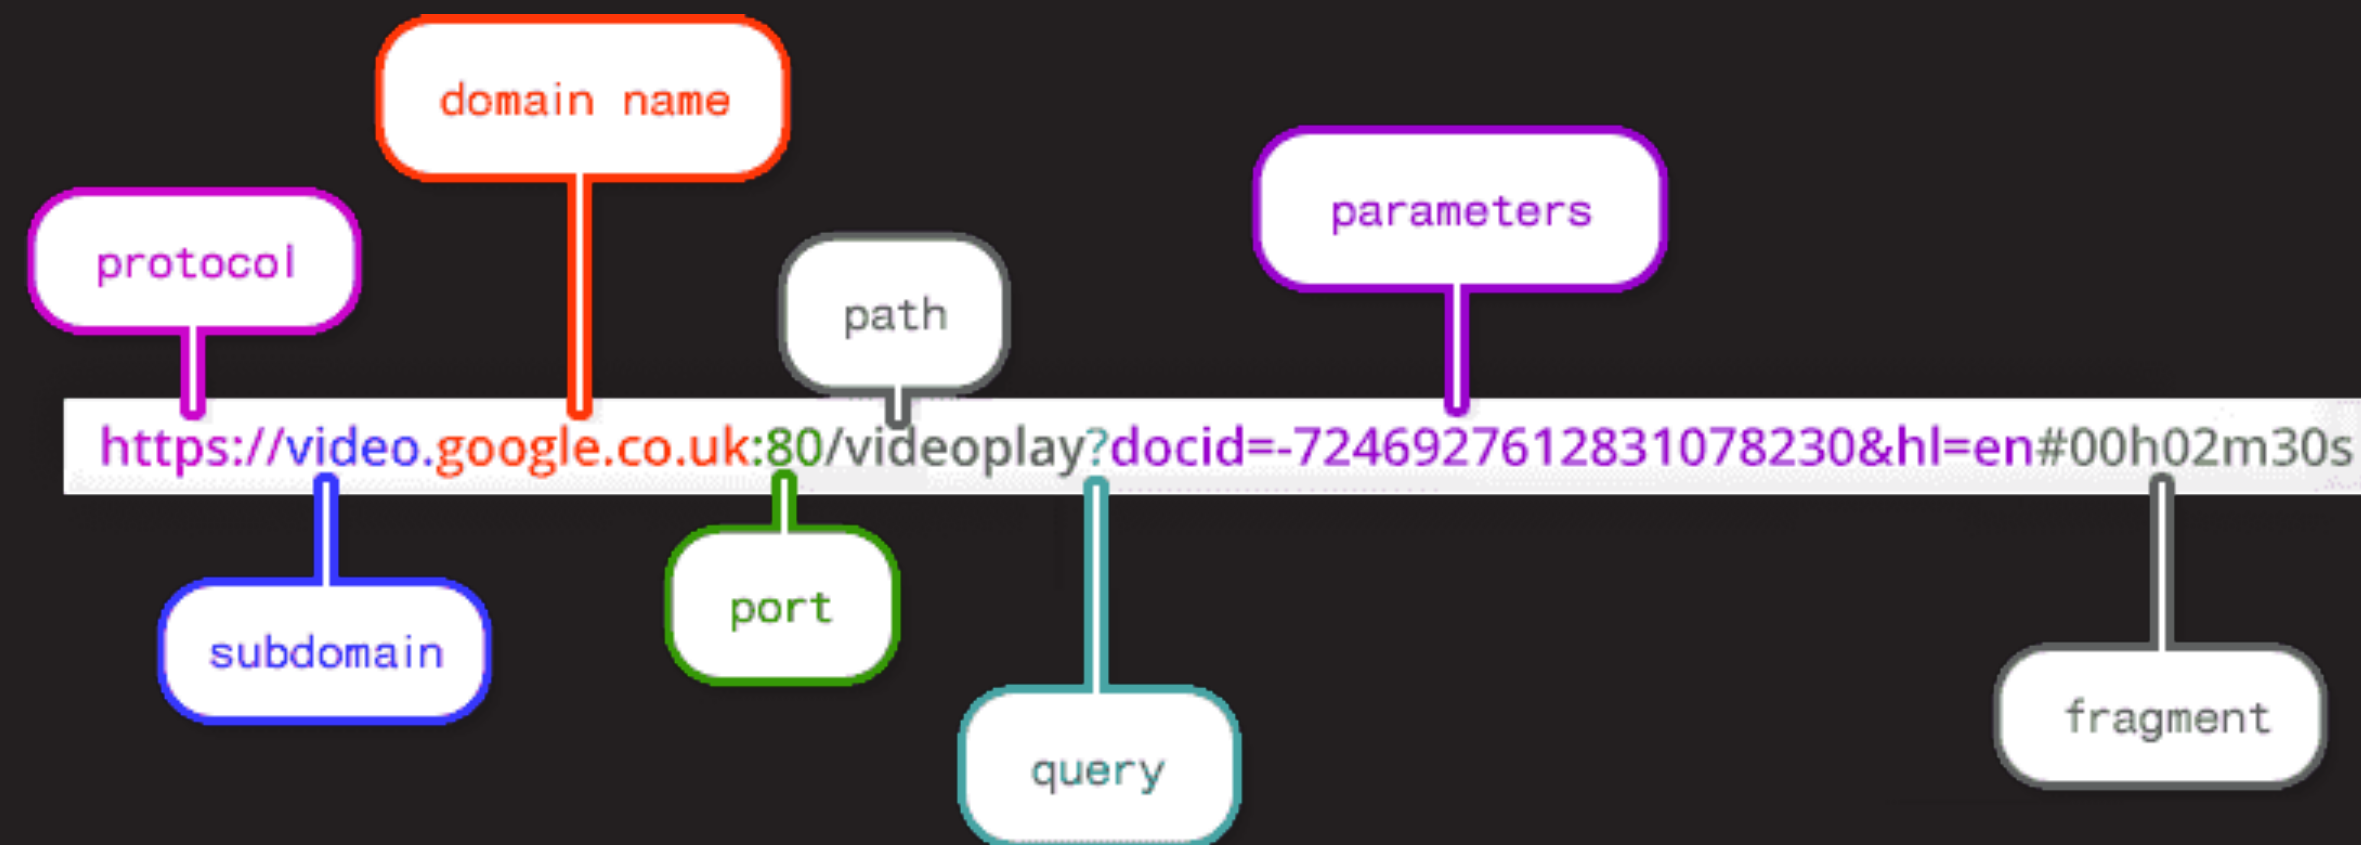 domain name
parameters
protocol
path
https://video.google.co.uk:80/videoplay?docid=-7246927612831078230&hl=en#00h02m30s
port
subdomain
fragment
query